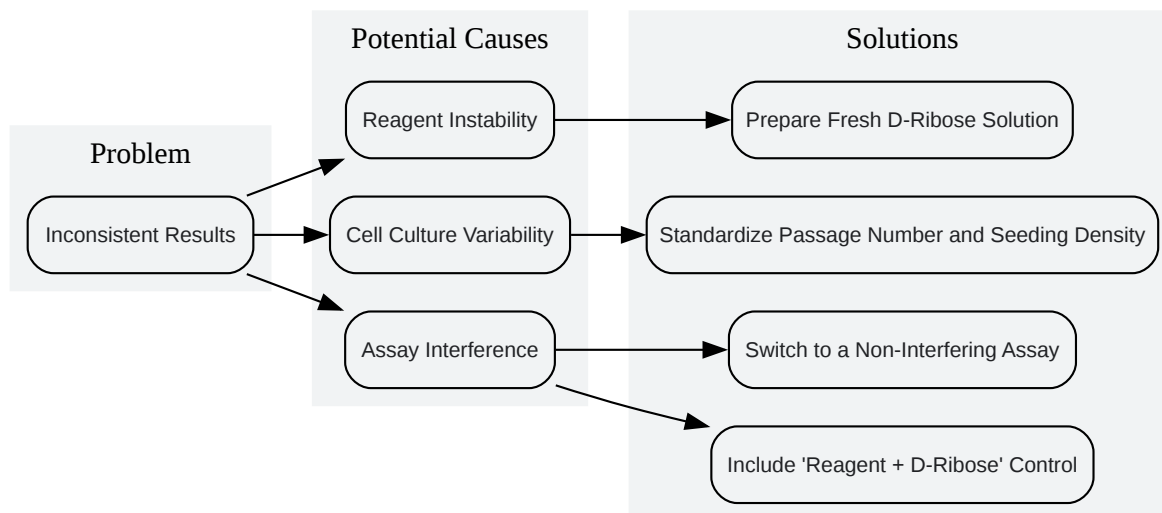 Problem
Inconsistent Results
Potential Causes
Reagent Instability
Cell Culture Variability
Assay Interference
Solutions
Prepare Fresh D-Ribose Solution
Standardize Passage Number and Seeding Density
Switch to a Non-Interfering Assay
Include 'Reagent + D-Ribose' Control